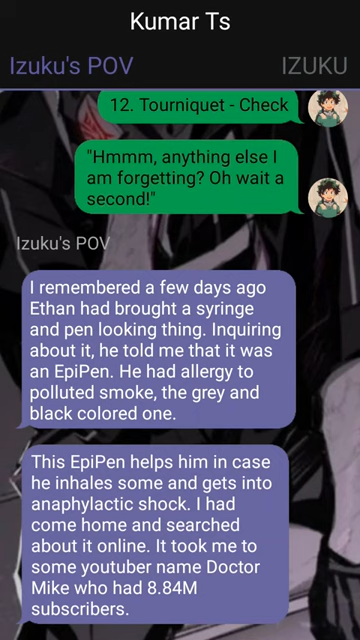 Kumar Ts
Izuku's POV
IZUKU
12. Tourniquet - Check
"Hmmm, anything else I
am forgetting? Oh wait a
second!"
Izuku's POV
I remembered a few days ago
Ethan had brought a syringe
and pen looking thing. Inquiring
about it, he told me that it was
an EpiPen. He had allergy to
polluted smoke, the grey and
black colored one.
This EpiPen helps him in case
he inhales some and gets into
anaphylactic shock. I had
come home and searched
about it online. It took me to
some youtuber name Doctor
Mike who had 8.84M
subscribers.